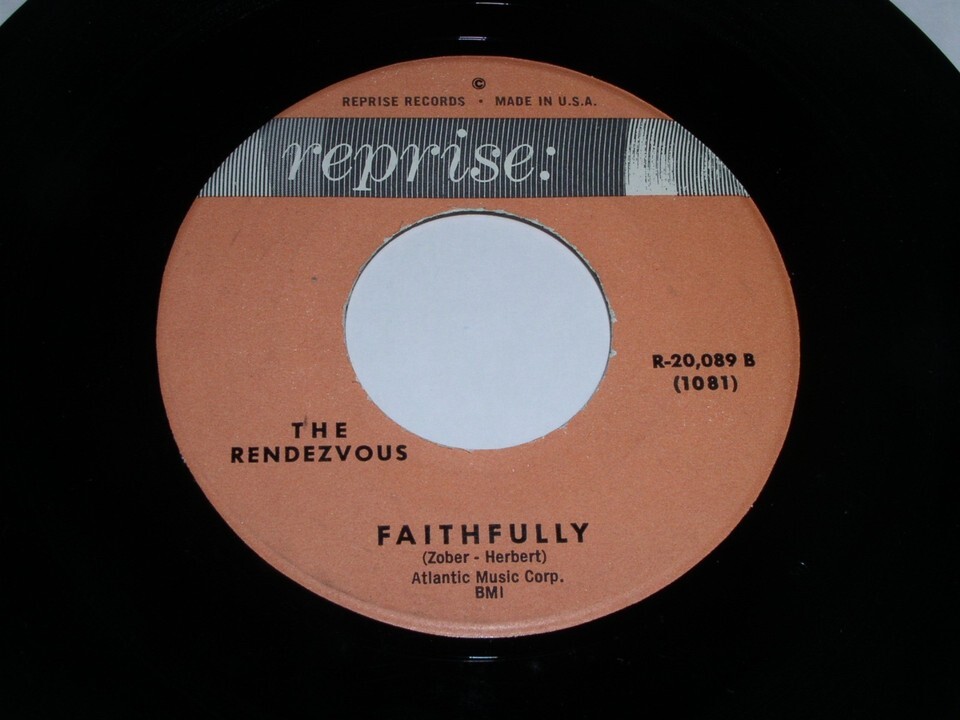 ©
REPRISE RECORDS • MADE IN U.S.A.
reprise:
R-20,089 B
(1081)
THE
RENDEZVOUS
FAITHFULLY
(Zober - Herbert)
Atlantic Music Corp.
BMI